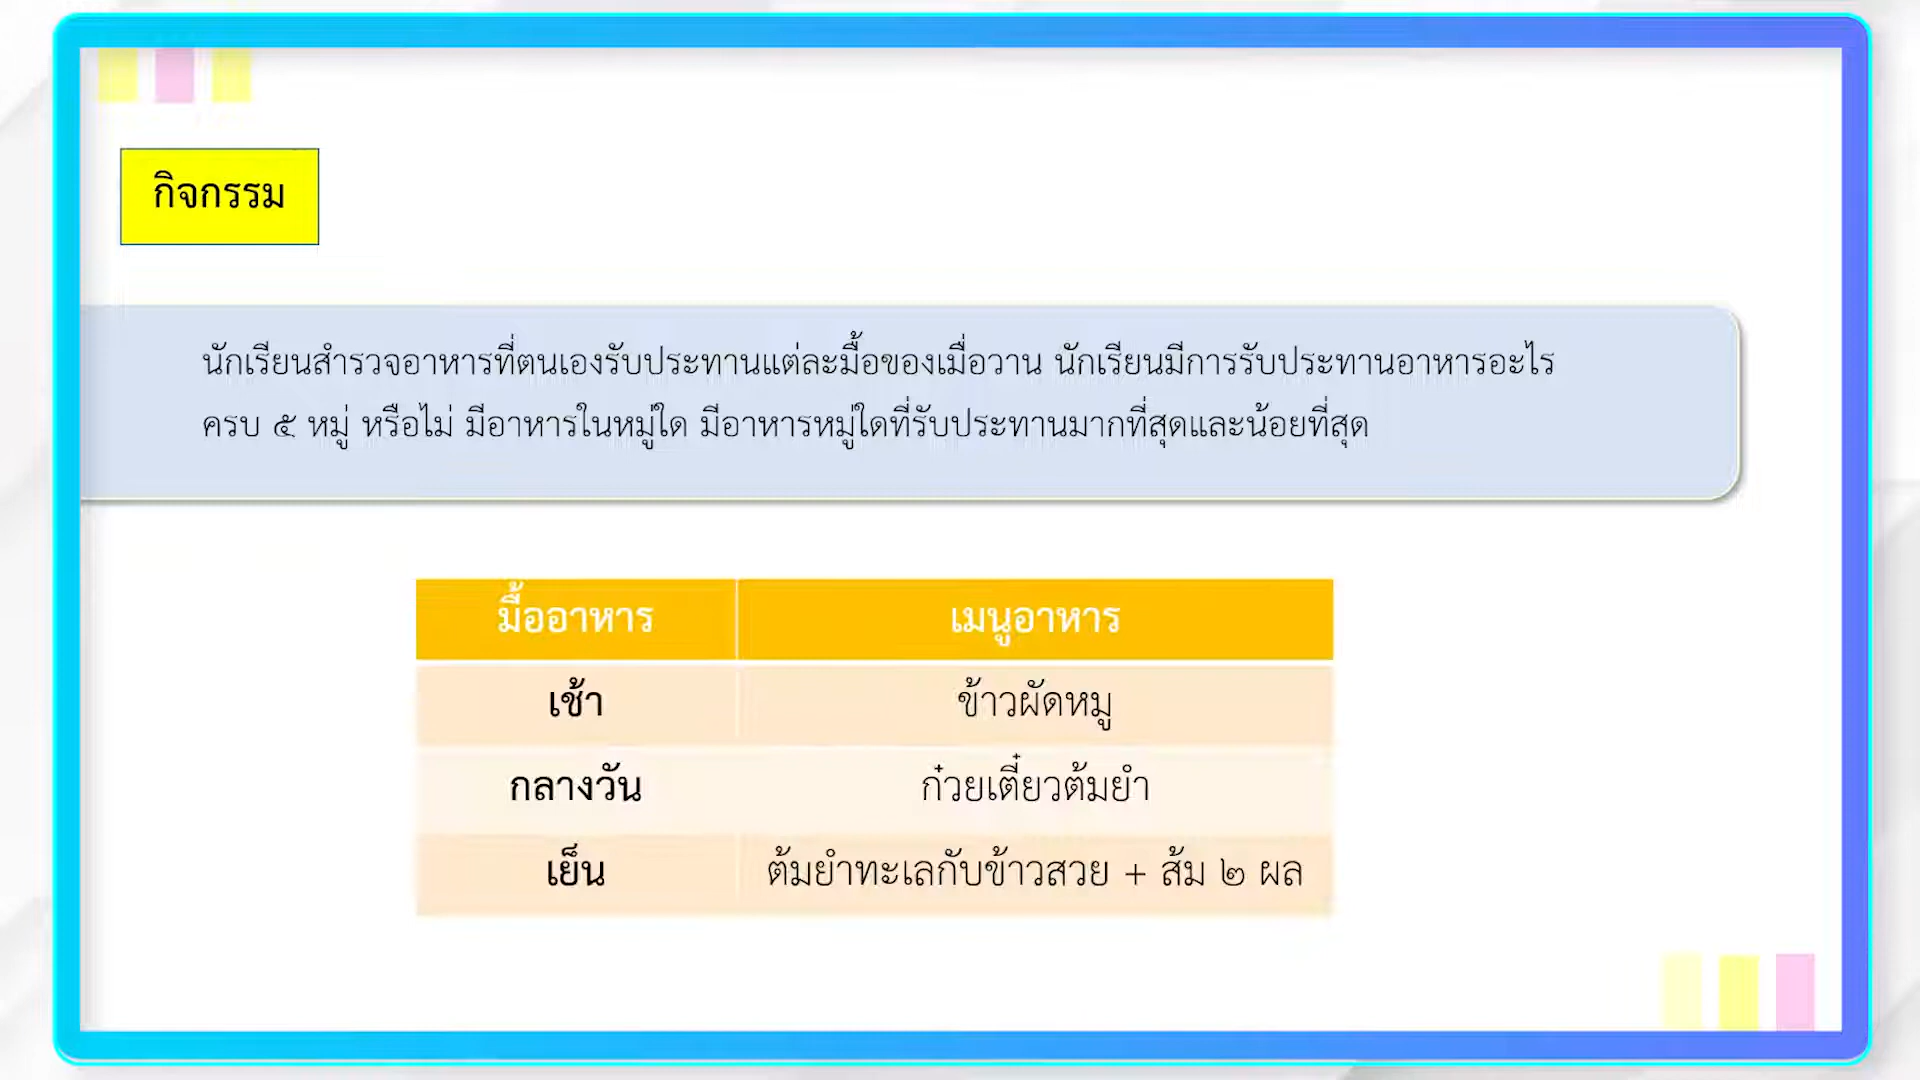 กิจกรรม
นักเรียนสำรวจอาหารที่ตนเองรับประทานแต่ละมื้อของเมื่อวาน นักเรียนมีการรับประทานอาหารอะไร
ครบ ๕ หมู่ หรือไม่ มีอาหารในหมู่ใด มีอาหารหมู่ใดที่รับประทานมากที่สุดและน้อยที่สุด
มื้ออาหาร เมนูอาหาร
เช้า ข้าวผัดหมู
กลางวัน ก๋วยเตี๋ยวต้มยำ
เย็น ต้มยำทะเลกับข้าวสวย + ส้ม ๒ ผล